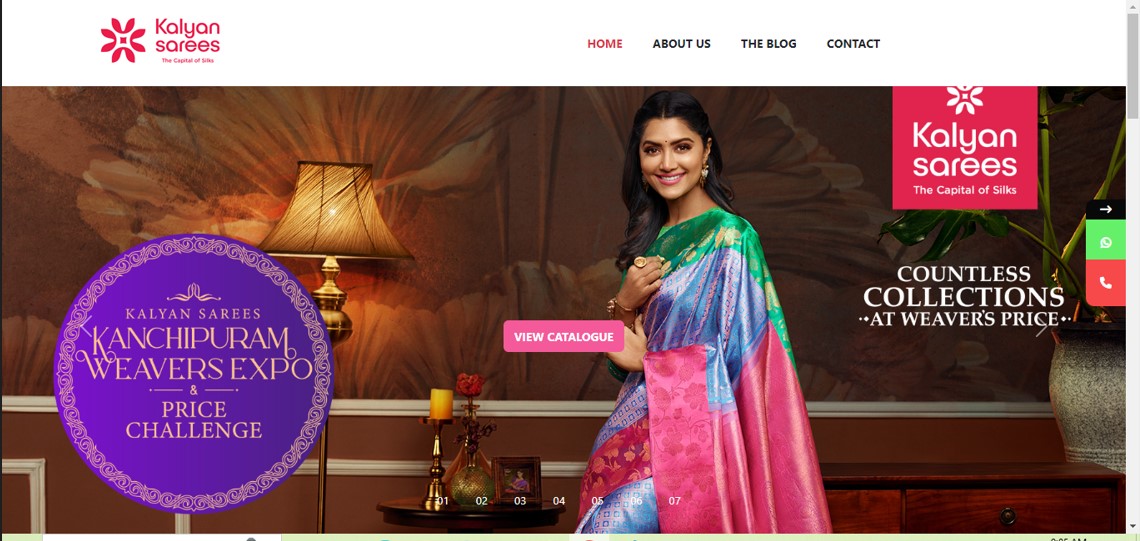 Kalyan
sarees
The Capital of Silks
HOME
ABOUT US
THE BLOG
CONTACT
Kalyan
sarees
The Capital of Silks
COUNTLESS
COLLECTIONS
AT WEAVER'S PRICE
KALYAN SAREES
KANCHIPURAM
WEAVERS EXPO
&
PRICE
CHALLENGE
VIEW CATALOGUE
01 02 03 04 05 06 07